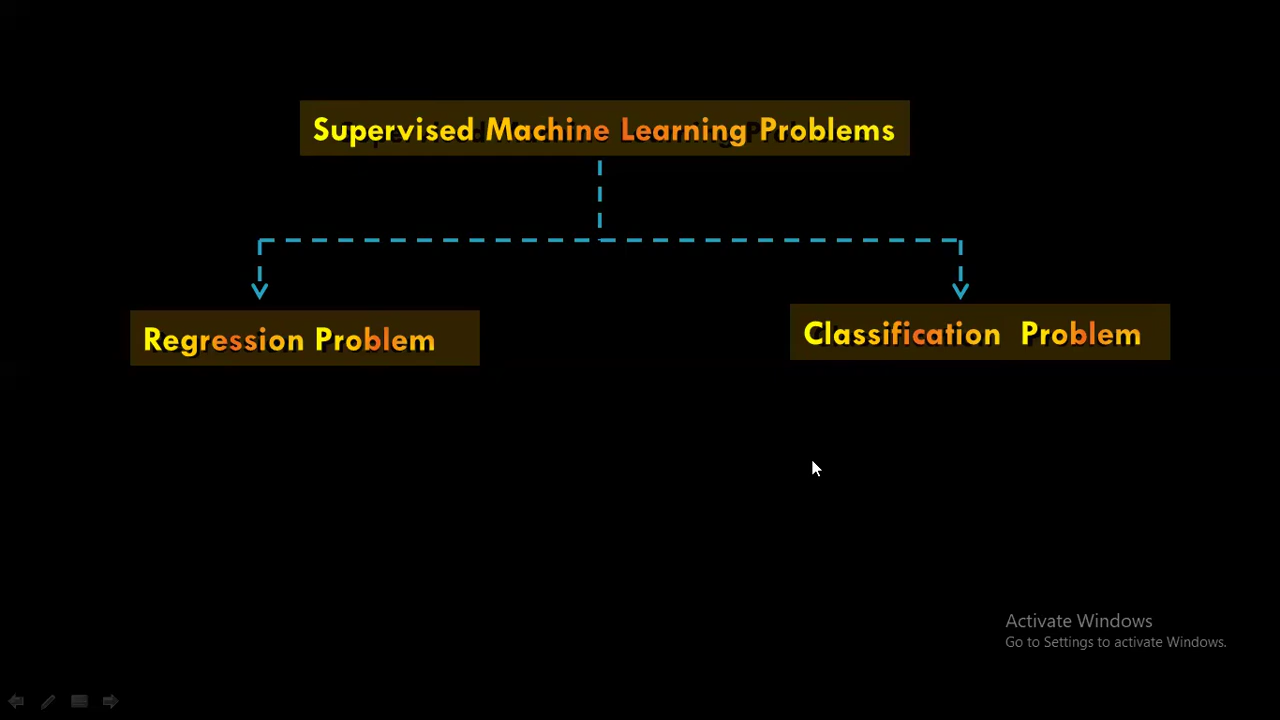 Supervised Machine Learning Problems
Regression Problem
Classification Problem
Activate Windows
Go to Settings to activate Windows.